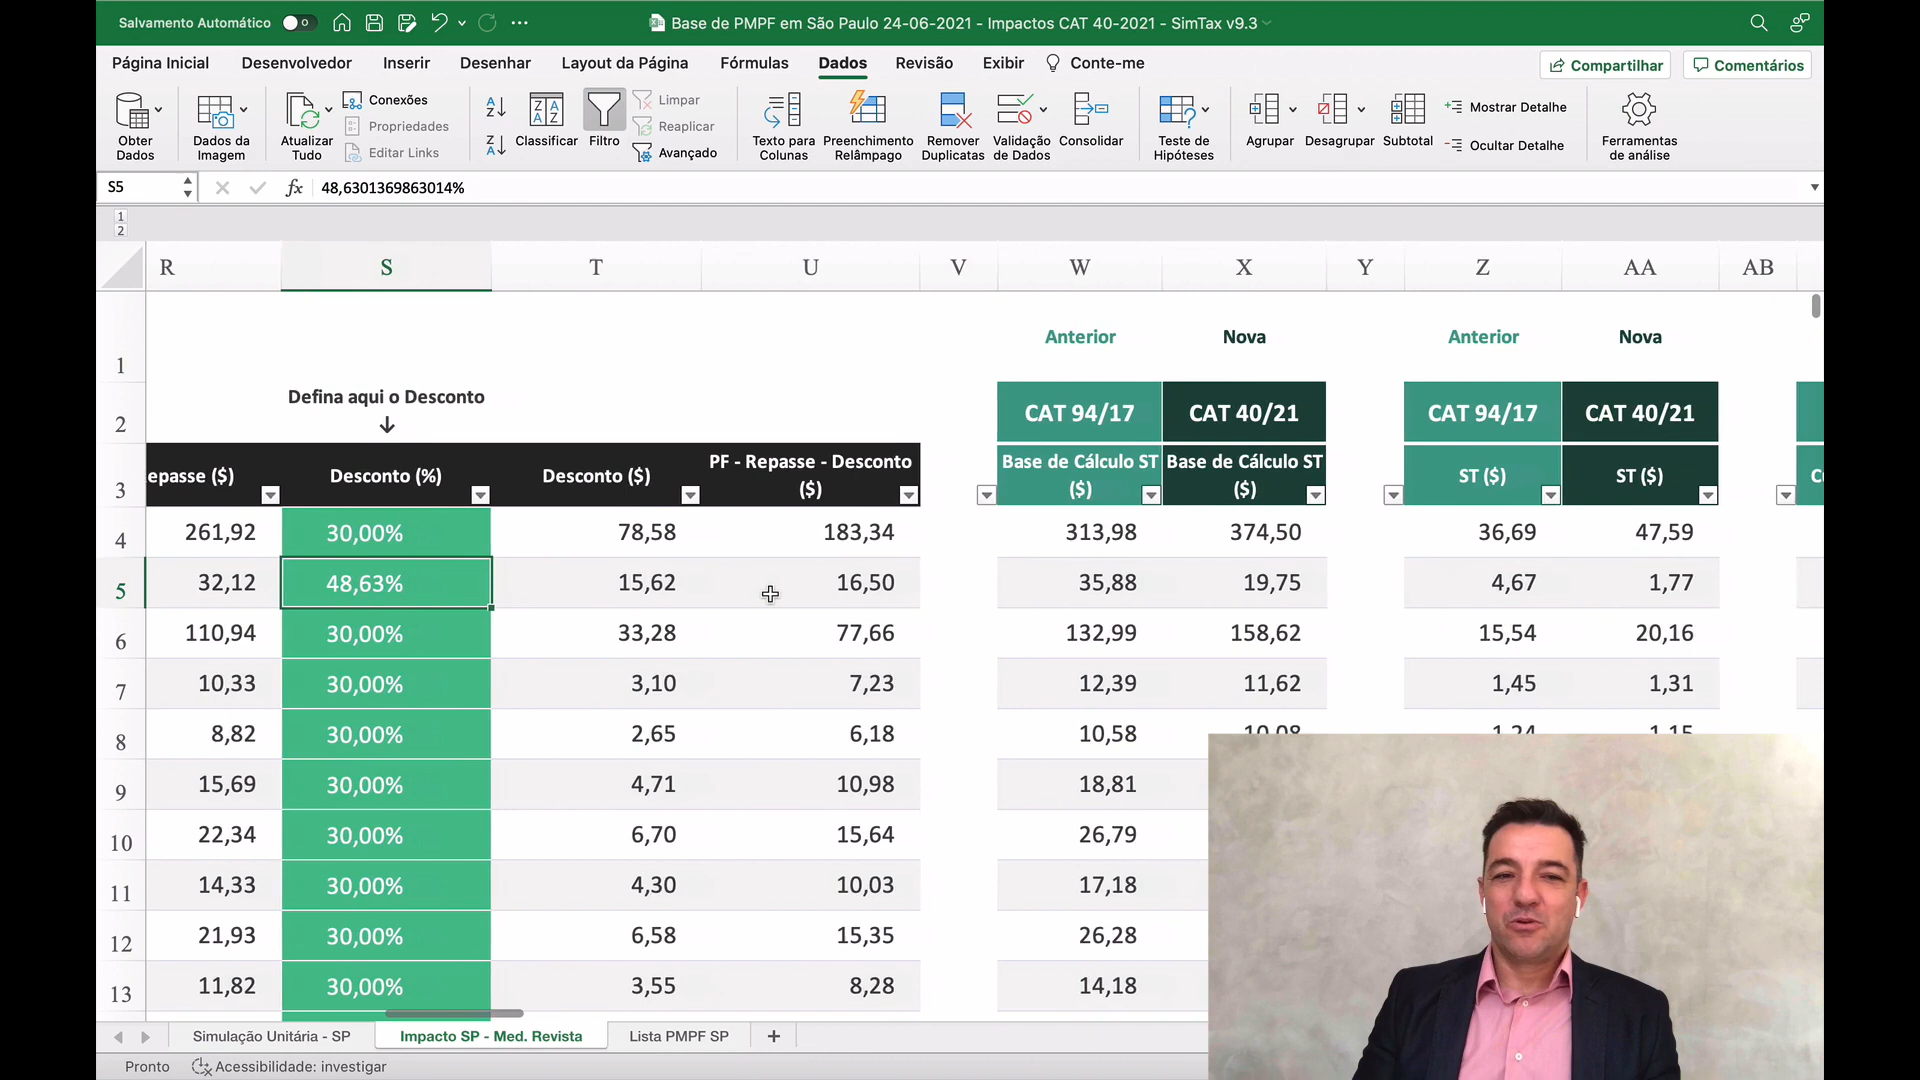 Salvamento Automático
Base de PMPF em São Paulo 24-06-2021 - Impactos CAT 40-2021 - SimTax v9.3
Página Inicial Desenvolvedor Inserir Desenhar Layout da Página Fórmulas Dados Revisão Exibir Conte-me Compartilhar Comentários
Obter Dados
Dados da Imagem
Atualizar Tudo
Conexões
Propriedades
Editar Links
Classificar
Filtro
Limpar
Reaplicar
Avançado
Texto para Colunas
Preenchimento Relâmpago
Remover Duplicatas
Validação de Dados
Consolidar
Teste de Hipóteses
Agrupar
Desagrupar
Subtotal
Mostrar Detalhe
Ocultar Detalhe
Ferramentas de análise
S5 fx 48,6301369863014%
1
2
R S T U V W X Y Z AA AB
1 Anterior Nova Anterior Nova
2 Defina aqui o Desconto CAT 94/17 CAT 40/21 CAT 94/17 CAT 40/21
3 epasse ($) Desconto (%) Desconto ($) PF - Repasse - Desconto ($) Base de Cálculo ST ($) Base de Cálculo ST ($) ST ($) ST ($)
4 261,92 30,00% 78,58 183,34 313,98 374,50 36,69 47,59
5 32,12 48,63% 15,62 16,50 35,88 19,75 4,67 1,77
6 110,94 30,00% 33,28 77,66 132,99 158,62 15,54 20,16
7 10,33 30,00% 3,10 7,23 12,39 11,62 1,45 1,31
8 8,82 30,00% 2,65 6,18 10,58 10,08 1,24 1,15
9 15,69 30,00% 4,71 10,98 18,81
10 22,34 30,00% 6,70 15,64 26,79
11 14,33 30,00% 4,30 10,03 17,18
12 21,93 30,00% 6,58 15,35 26,28
13 11,82 30,00% 3,55 8,28 14,18
Simulação Unitária - SP Impacto SP - Med. Revista Lista PMPF SP
Pronto Acessibilidade: investigar